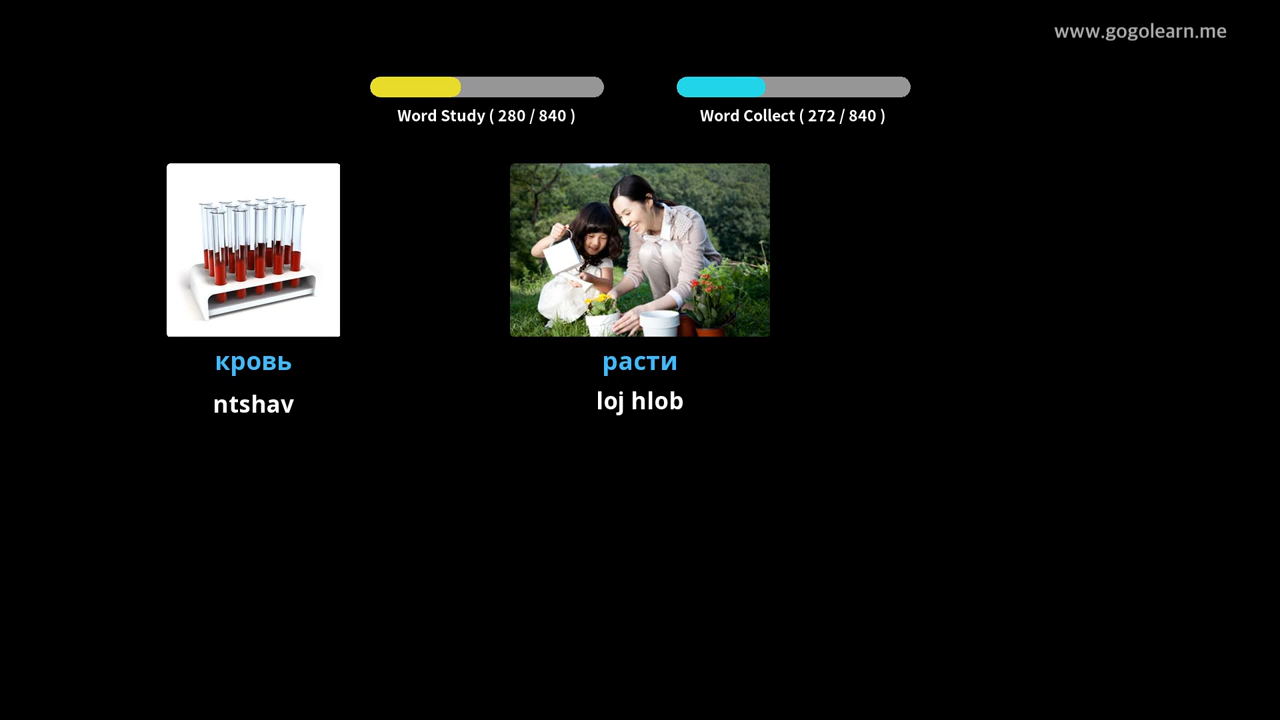 www.gogolearn.me
Word Study ( 280 / 840 )
Word Collect ( 272 / 840 )
кровь
ntshav
расти
loj hlob